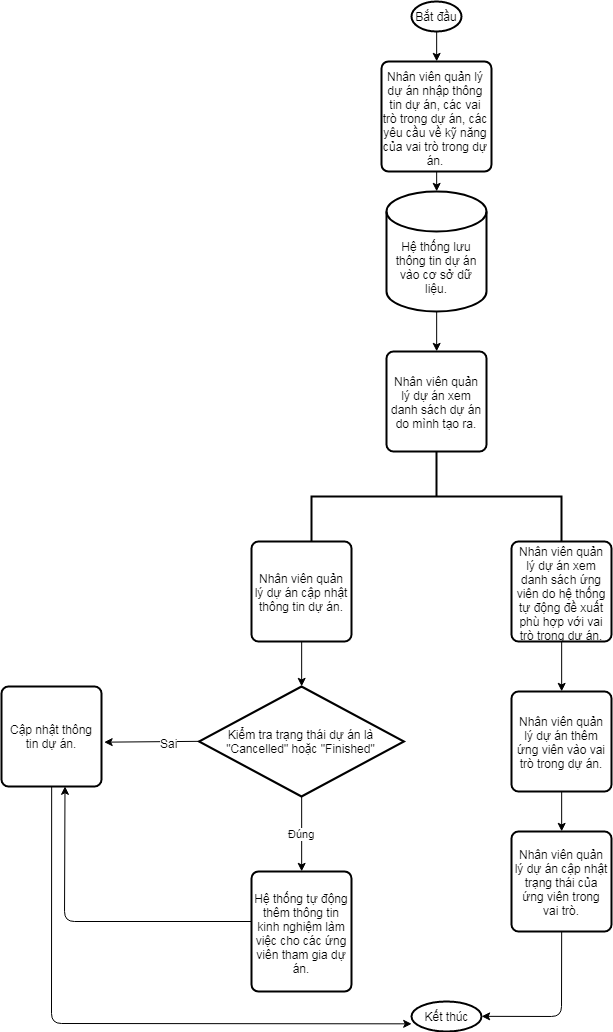 Bắt đầu
Nhân viên quản lý
dự án nhập thông
tin dự án, các vai
trò trong dự án, các
yêu cầu về kỹ năng
của vai trò trong dự
án.
Hệ thống lưu
thông tin dự án
vào cơ sở dữ
liệu.
Nhân viên quản
lý dự án xem
danh sách dự án
do mình tạo ra.
Nhân viên quản
lý dự án cập nhật
thông tin dự án.
Nhân viên quản
lý dự án xem
danh sách ứng
viên do hệ thống
tự động đề xuất
phù hợp với vai
trò trong dự án.
Cập nhật thông
tin dự án.
Sai
Kiểm tra trạng thái dự án là
"Cancelled" hoặc "Finished"
Nhân viên quản
lý dự án thêm
ứng viên vào vai
trò trong dự án.
Đúng
Hệ thống tự động
thêm thông tin
kinh nghiệm làm
việc cho các ứng
viên tham gia dự
án.
Nhân viên quản
lý dự án cập nhật
trạng thái của
ứng viên trong
vai trò.
Kết thúc